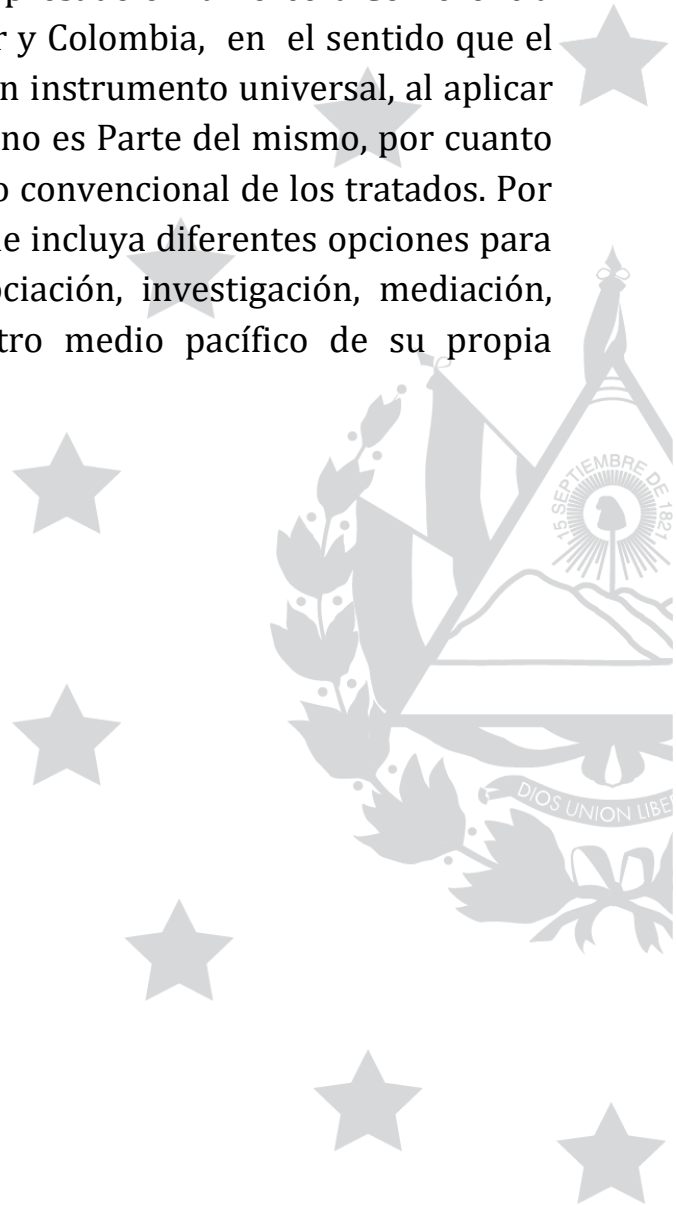 r y Colombia, en el sentido que el
n instrumento universal, al aplicar
no es Parte del mismo, por cuanto
o convencional de los tratados. Por
e incluya diferentes opciones para
ociación, investigación, mediación,
tro medio pacífico de su propia
15 SEPTIEMBRE DE 1821
DIOS UNION LIBE